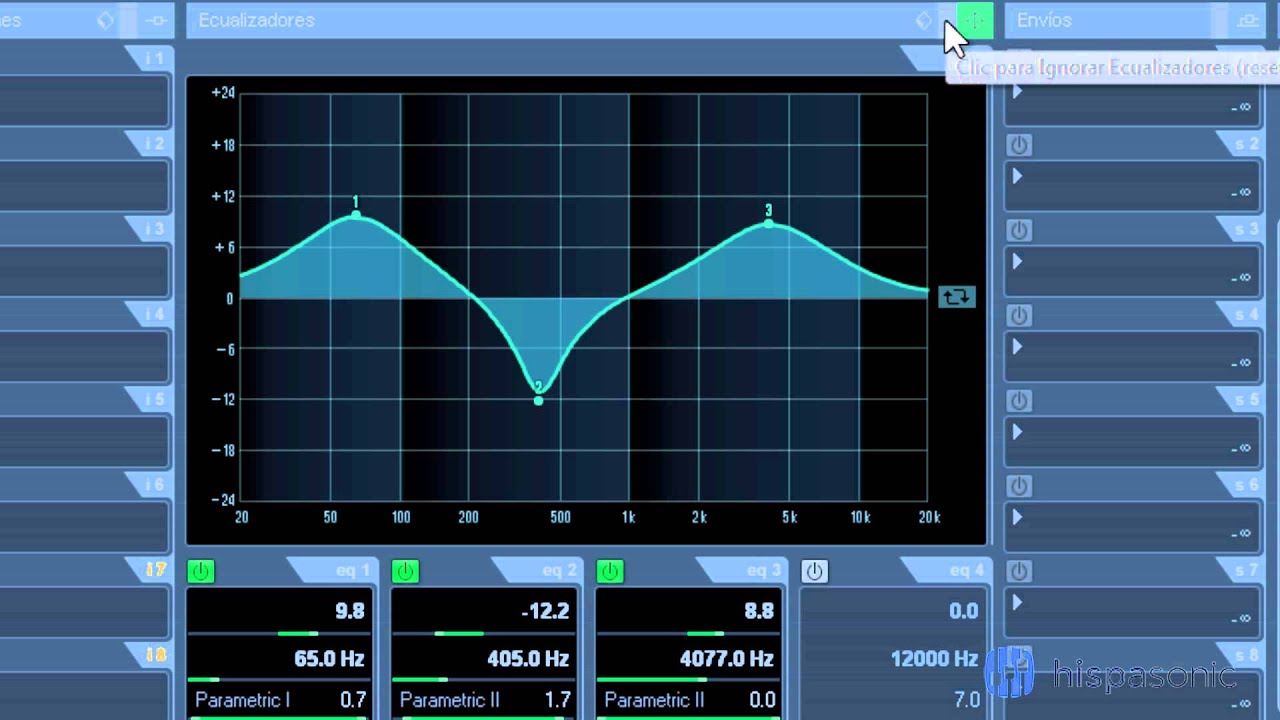 nes
Ecualizadores
Envíos
Clic para Ignorar Ecualizadores (rese
i 1
i 2
i 3
i 4
i 5
i 6
i 7
i 8
+24
+18
+12
+6
0
-6
-12
-18
-24
1
2
3
20 50 100 200 500 1k 2k 5k 10k 20k
eq 1 eq 2 eq 3 eq 4
9.8 -12.2 8.8 0.0
65.0 Hz 405.0 Hz 4077.0 Hz 12000 Hz
Parametric I 0.7 Parametric II 1.7 Parametric II 0.0 7.0
-∞
s 2
-∞
s 3
-∞
s 4
-∞
s 5
-∞
s 6
-∞
s 7
-∞
s 8
-∞
hispasonic